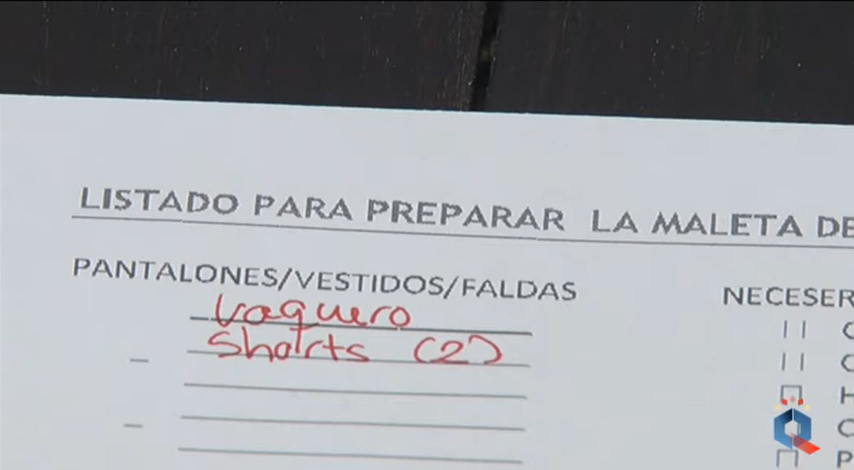 LISTADO PARA PREPARAR LA MALETA DE
PANTALONES/VESTIDOS/FALDAS
vaquero
Shorts (2)
NECESER
C
C
H
C
P